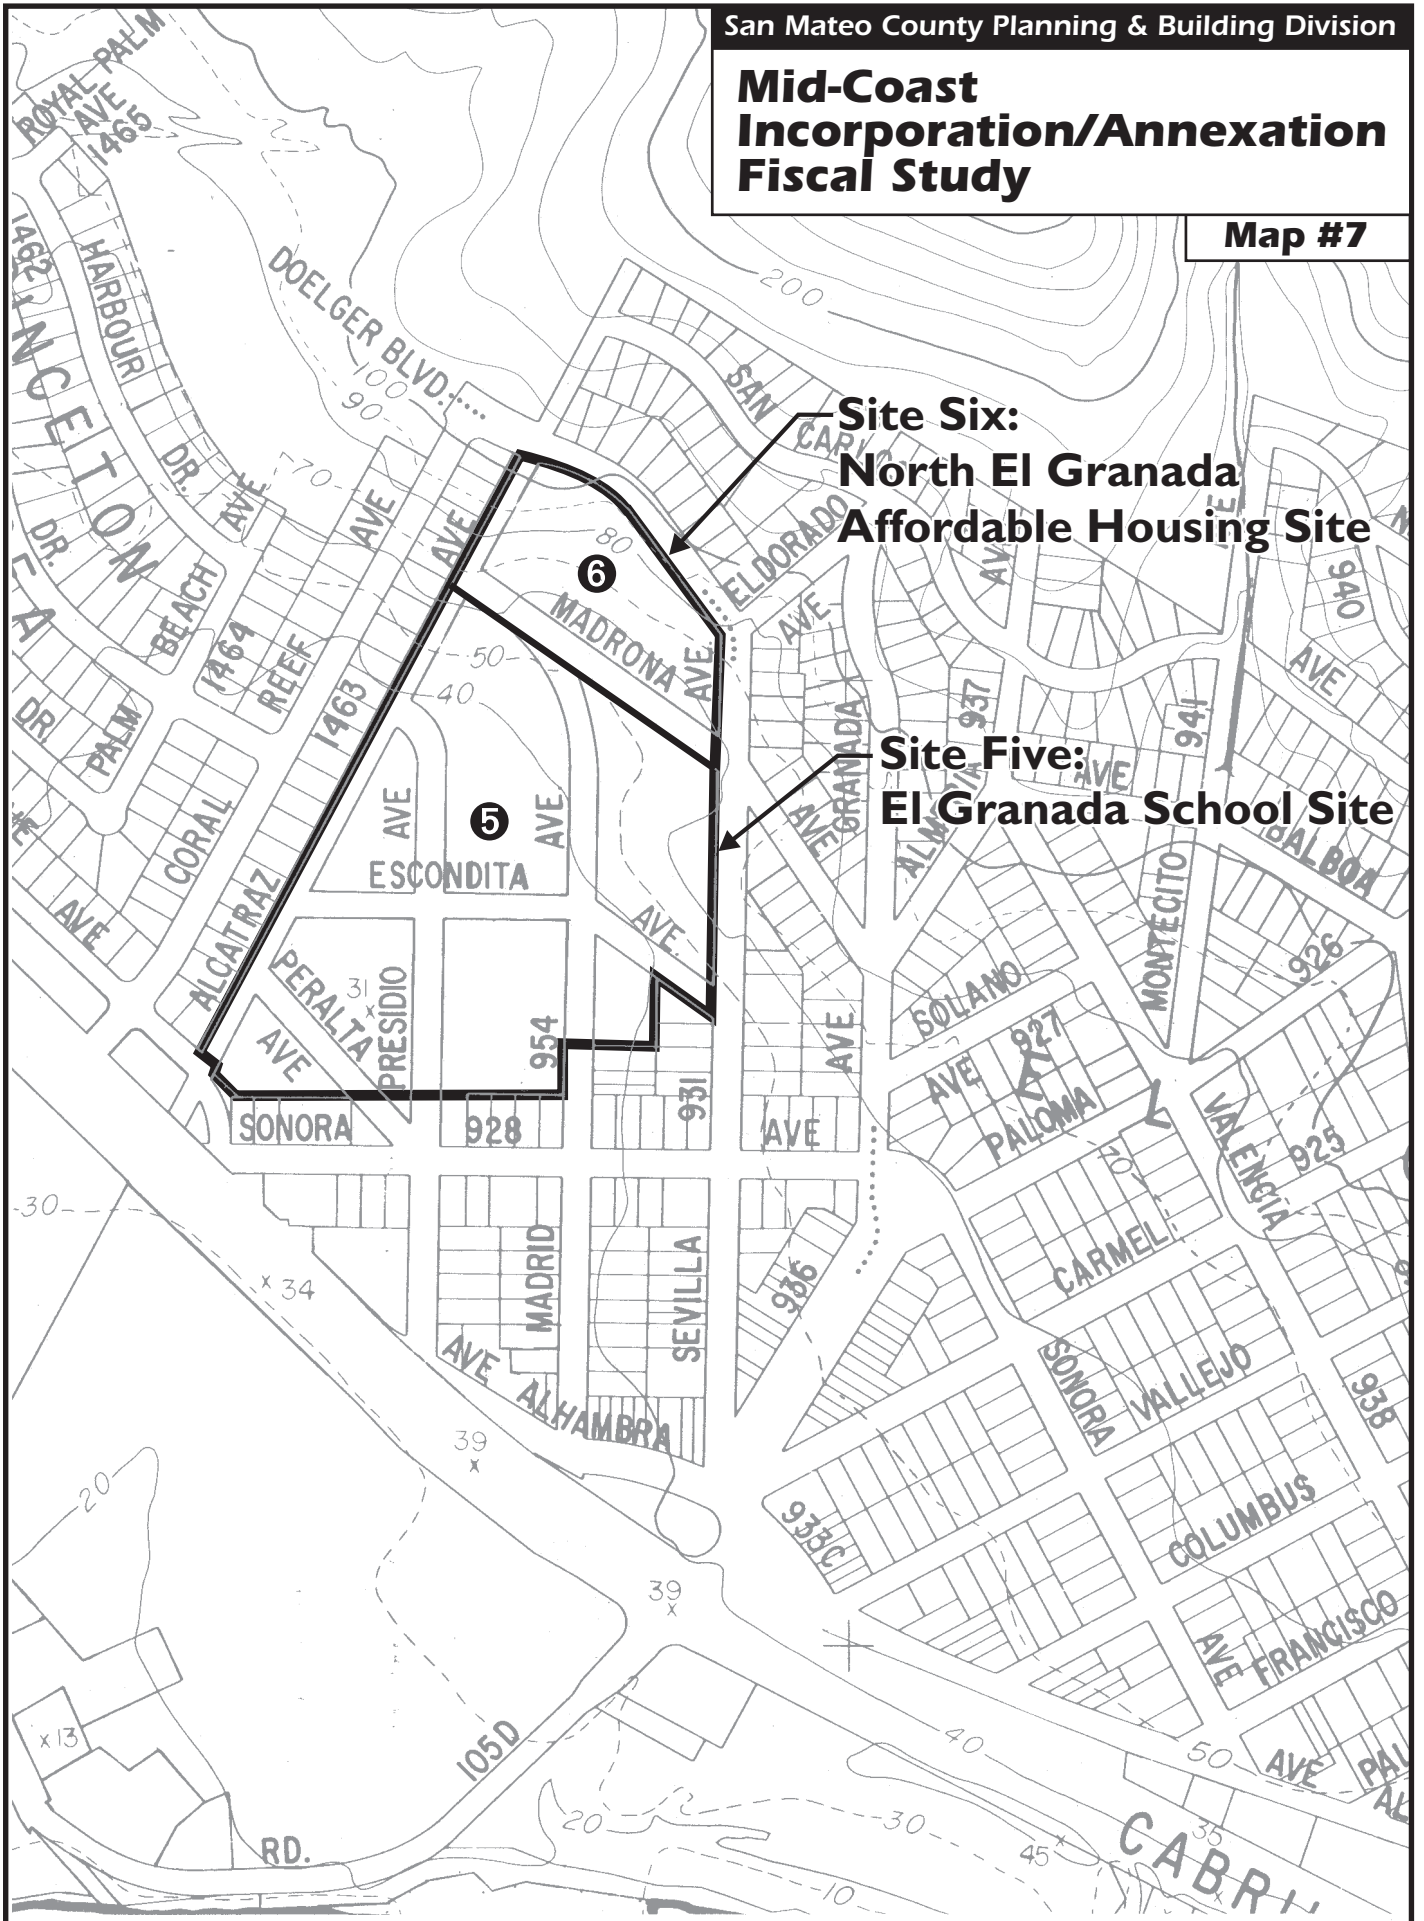 San Mateo County Planning & Building Division
Mid-Coast
Incorporation/Annexation
Fiscal Study
Map #7
ROYAL PALM
AVE.
1465
1462
HARBOUR
DR.
DOELGER BLVD.
100
90
70
200
SAN
Site Six:
North El Granada
Affordable Housing Site
ELDORADO
AVE
AVE
AVE
AVE
80
6
MADRONA
AVE
50
40
BEACH
1464
REEF
1463
DR.
DR.
PALM
CORAL
AVE
ALCATRAZ
940
AVE
937
941
GRANADA
Site Five:
El Granada School Site
AVE
AVE
AVE
AVE
5
ESCONDITA
AVE.
BALBOA
MONTECITO
926
PERALTA
31
PRESIDIO
AVE
954
931
AVE
SOLANO
927
AVE
PALOMA
SONORA
928
AVE
VALENCIA
925
70
30
34
MADRID
SEVILLA
936
CARMEL
AVE
ALHAMBRA
SONORA
VALLEJO
938
39
20
933C
COLUMBUS
39
AVE
FRANCISCO
13
105D
40
50
AVE
RD.
20
30
45
35
10